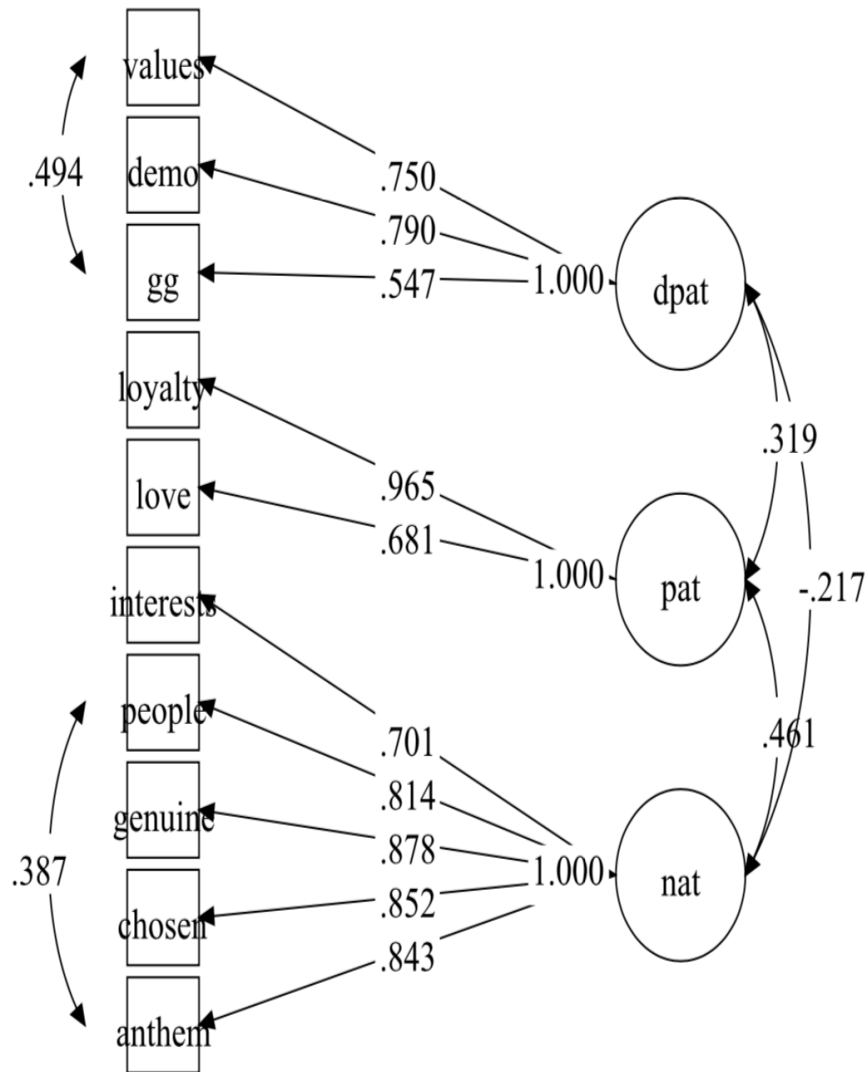 values
.494
demo
gg
loyalty
love
interests
people
genuine
.387
chosen
anthem
.750
.790
.547
.965
.681
.701
.814
.878
.852
.843
1.000
1.000
1.000
dpat
pat
nat
.319
-.217
.461